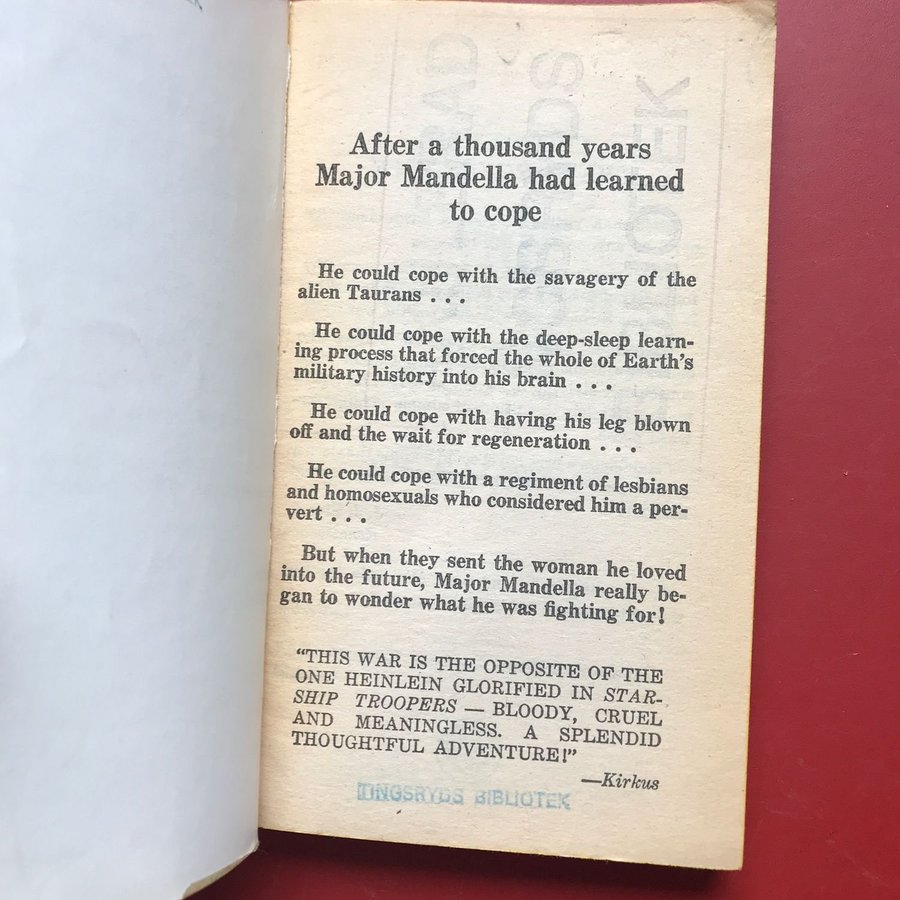 After a thousand years
Major Mandella had learned
to cope
He could cope with the savagery of the
alien Taurans . . .
He could cope with the deep-sleep learn-
ing process that forced the whole of Earth's
military history into his brain . . .
He could cope with having his leg blown
off and the wait for regeneration . . .
He could cope with a regiment of lesbians
and homosexuals who considered him a per-
vert . . .
But when they sent the woman he loved
into the future, Major Mandella really be-
gan to wonder what he was fighting for!
“THIS WAR IS THE OPPOSITE OF THE
ONE HEINLEIN GLORIFIED IN STAR-
SHIP TROOPERS — BLOODY, CRUEL
AND MEANINGLESS. A SPLENDID
THOUGHTFUL ADVENTURE!”
—Kirkus
TINGSRYDS BIBLIOTEK